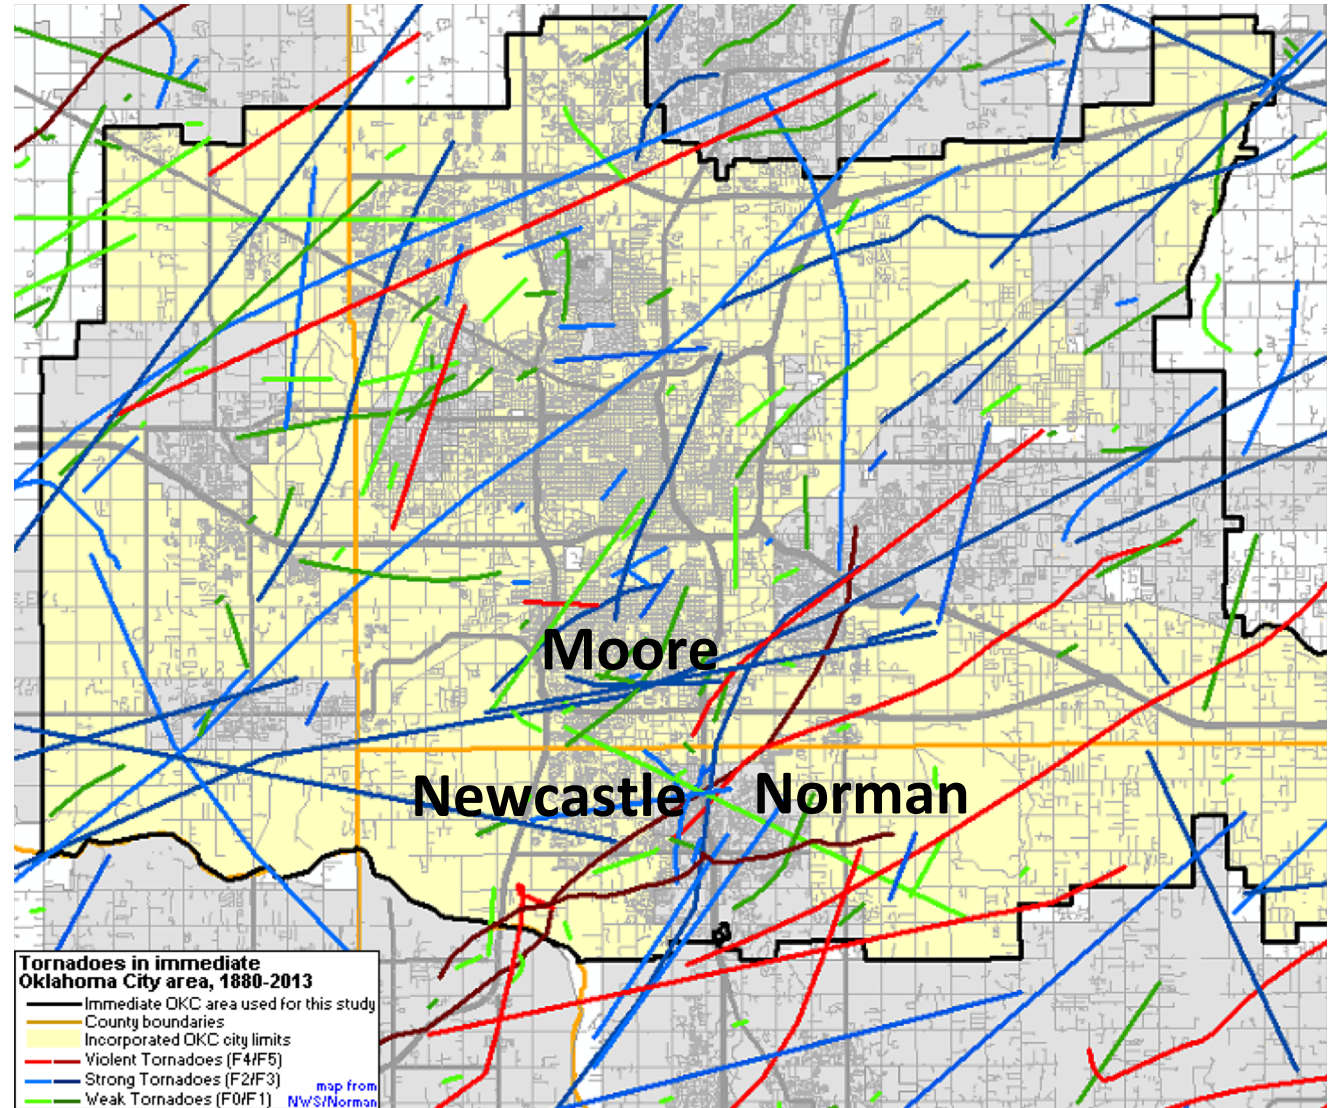 Moore
Newcastle
Norman
Tornadoes in immediate
Oklahoma City area, 1880-2013
Immediate OKC area used for this study
County boundaries
Incorporated OKC city limits
Violent Tornadoes (F4/F5)
Strong Tornadoes (F2/F3)
Weak Tornadoes (F0/F1)
map from
NWS/Norman